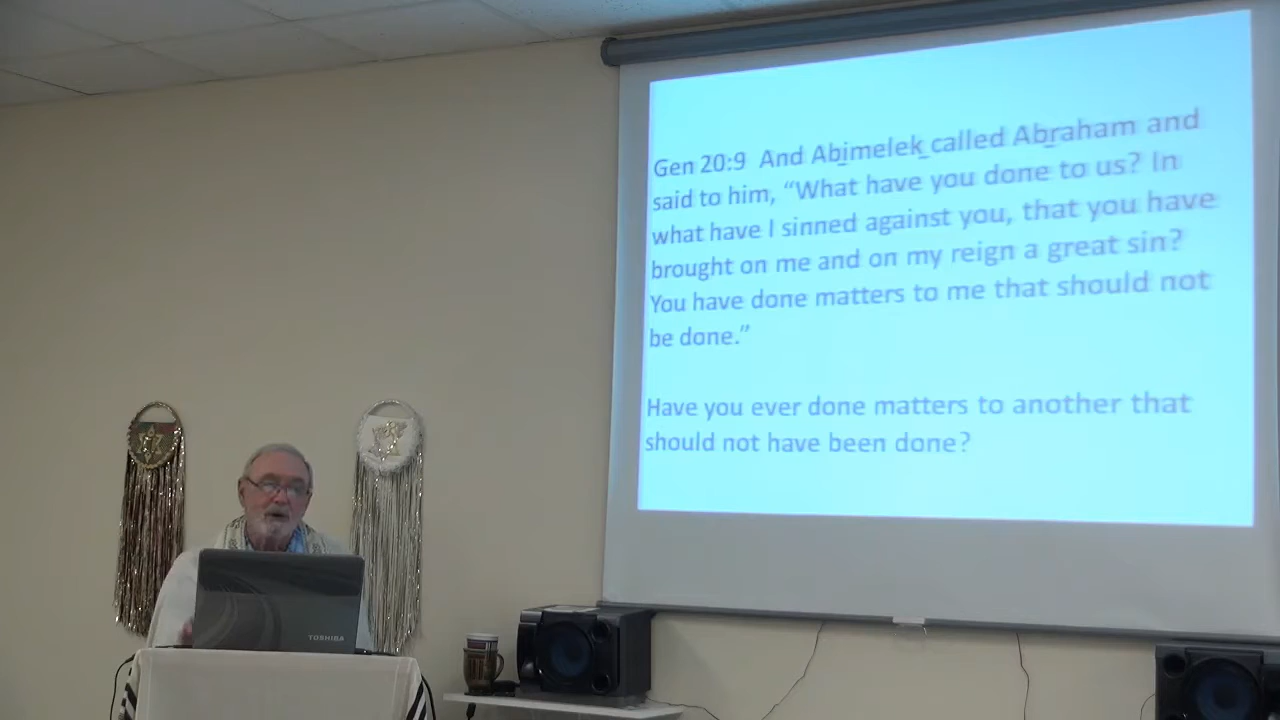 Gen 20:9 And Abimelek called Abraham and
said to him, “What have you done to us? In
what have I sinned against you, that you have
brought on me and on my reign a great sin?
You have done matters to me that should not
be done.”
Have you ever done matters to another that
should not have been done?
TOSHIBA